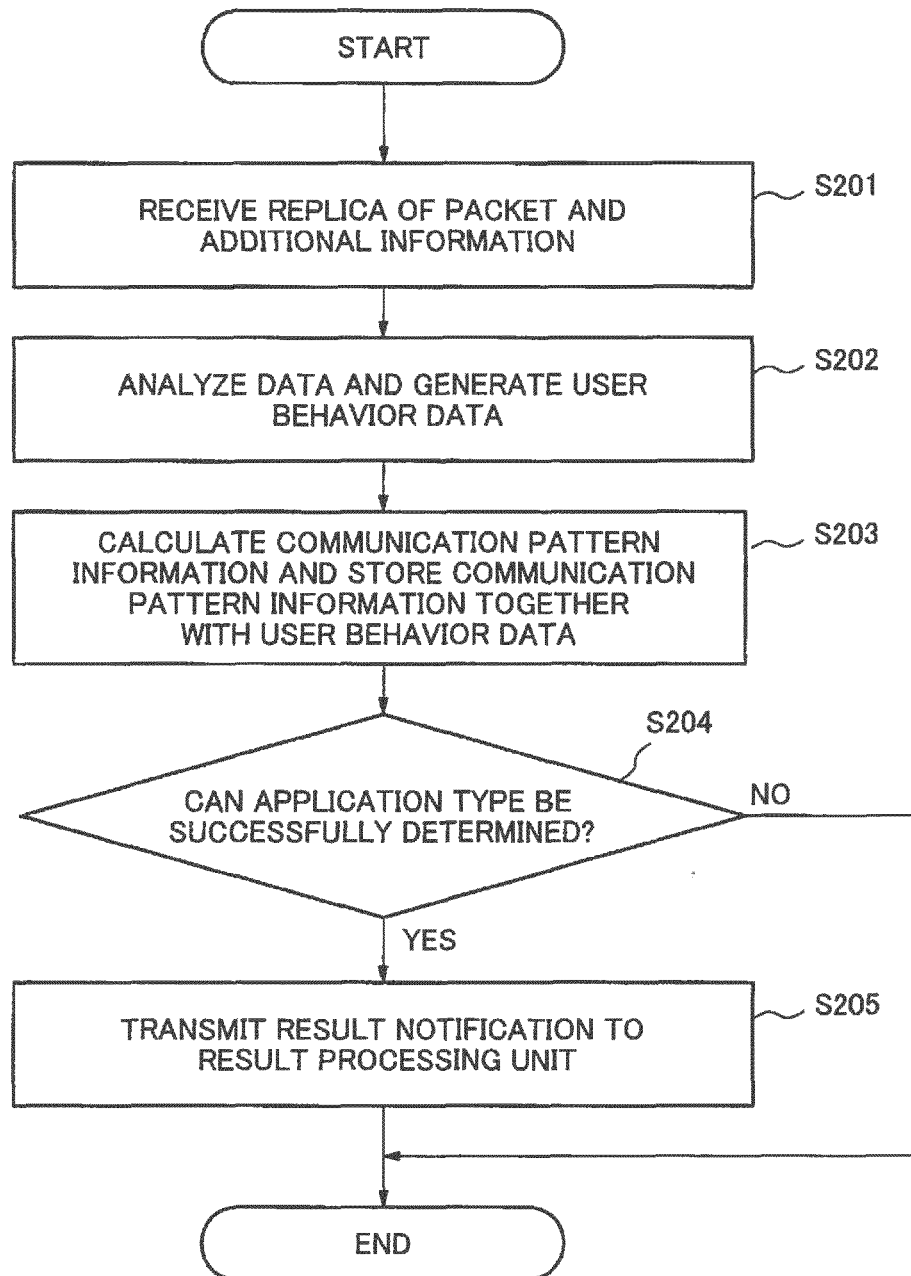 START
S201
RECEIVE REPLICA OF PACKET AND
ADDITIONAL INFORMATION
S202
ANALYZE DATA AND GENERATE USER
BEHAVIOR DATA
S203
CALCULATE COMMUNICATION PATTERN
INFORMATION AND STORE COMMUNICATION
PATTERN INFORMATION TOGETHER
WITH USER BEHAVIOR DATA
S204
CAN APPLICATION TYPE BE
SUCCESSFULLY DETERMINED?
NO
YES
S205
TRANSMIT RESULT NOTIFICATION TO
RESULT PROCESSING UNIT
END